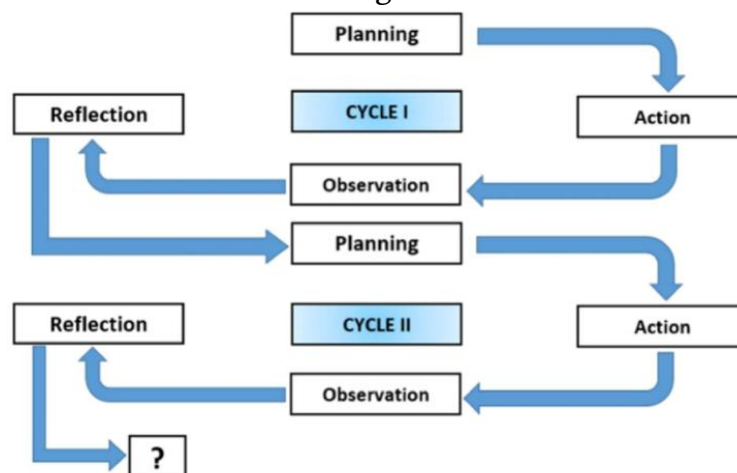 Planning
Reflection
CYCLE I
Action
Observation
Planning
Reflection
CYCLE II
Action
Observation
?